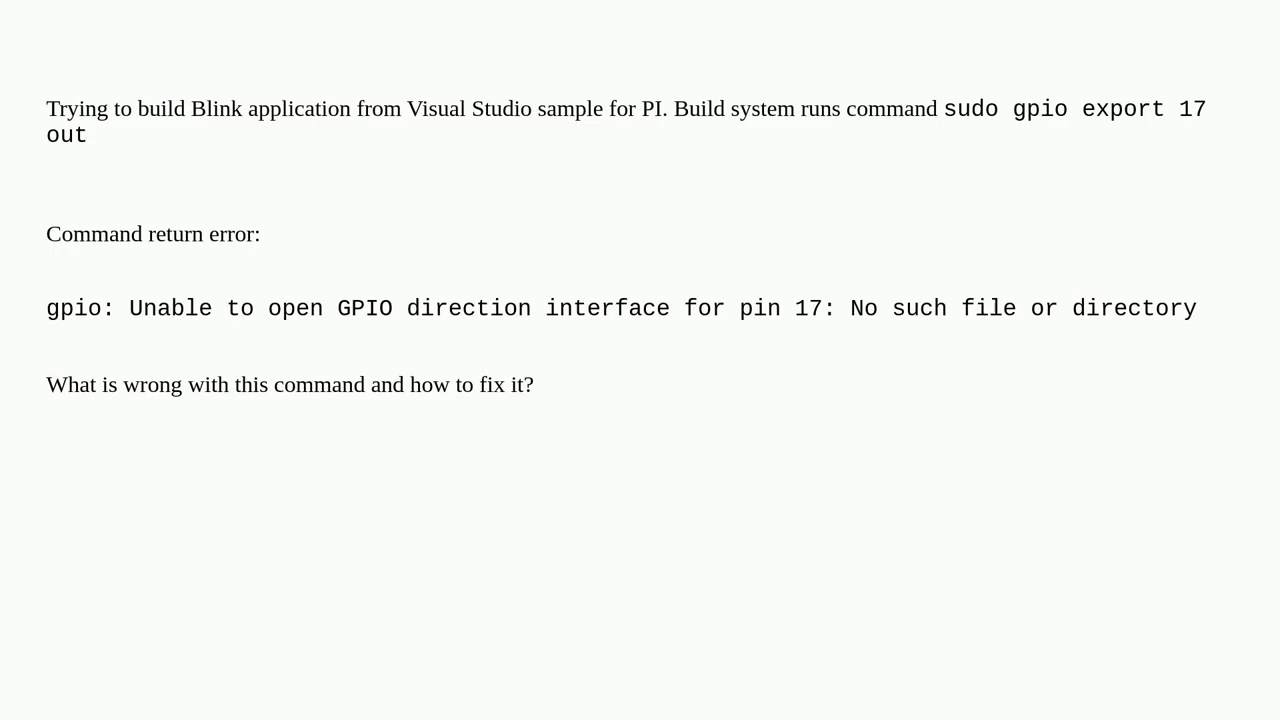 Trying to build Blink application from Visual Studio sample for PI. Build system runs command sudo gpio export 17
out
Command return error:
gpio: Unable to open GPIO direction interface for pin 17: No such file or directory
What is wrong with this command and how to fix it?